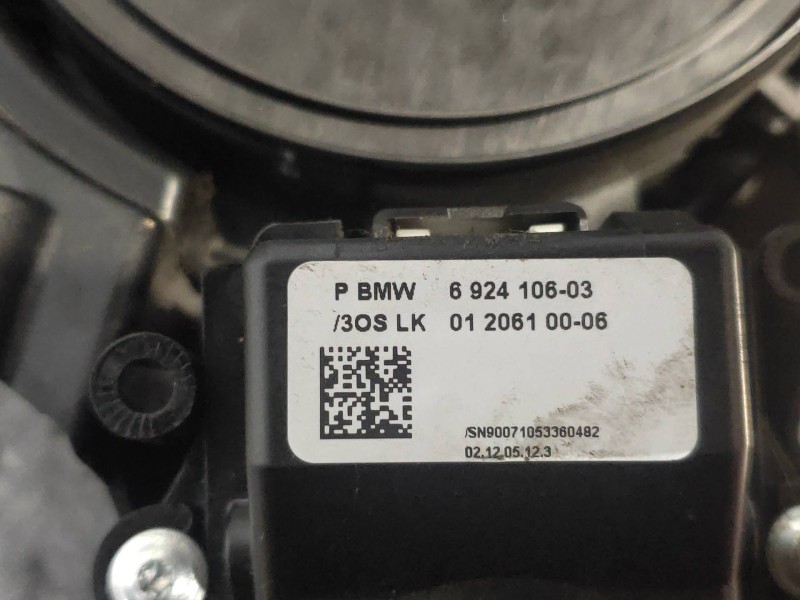 P BMW 6 924 106-03
/3OS LK 01 2061 00-06
/SN90071053360482
02.12.05.12.3